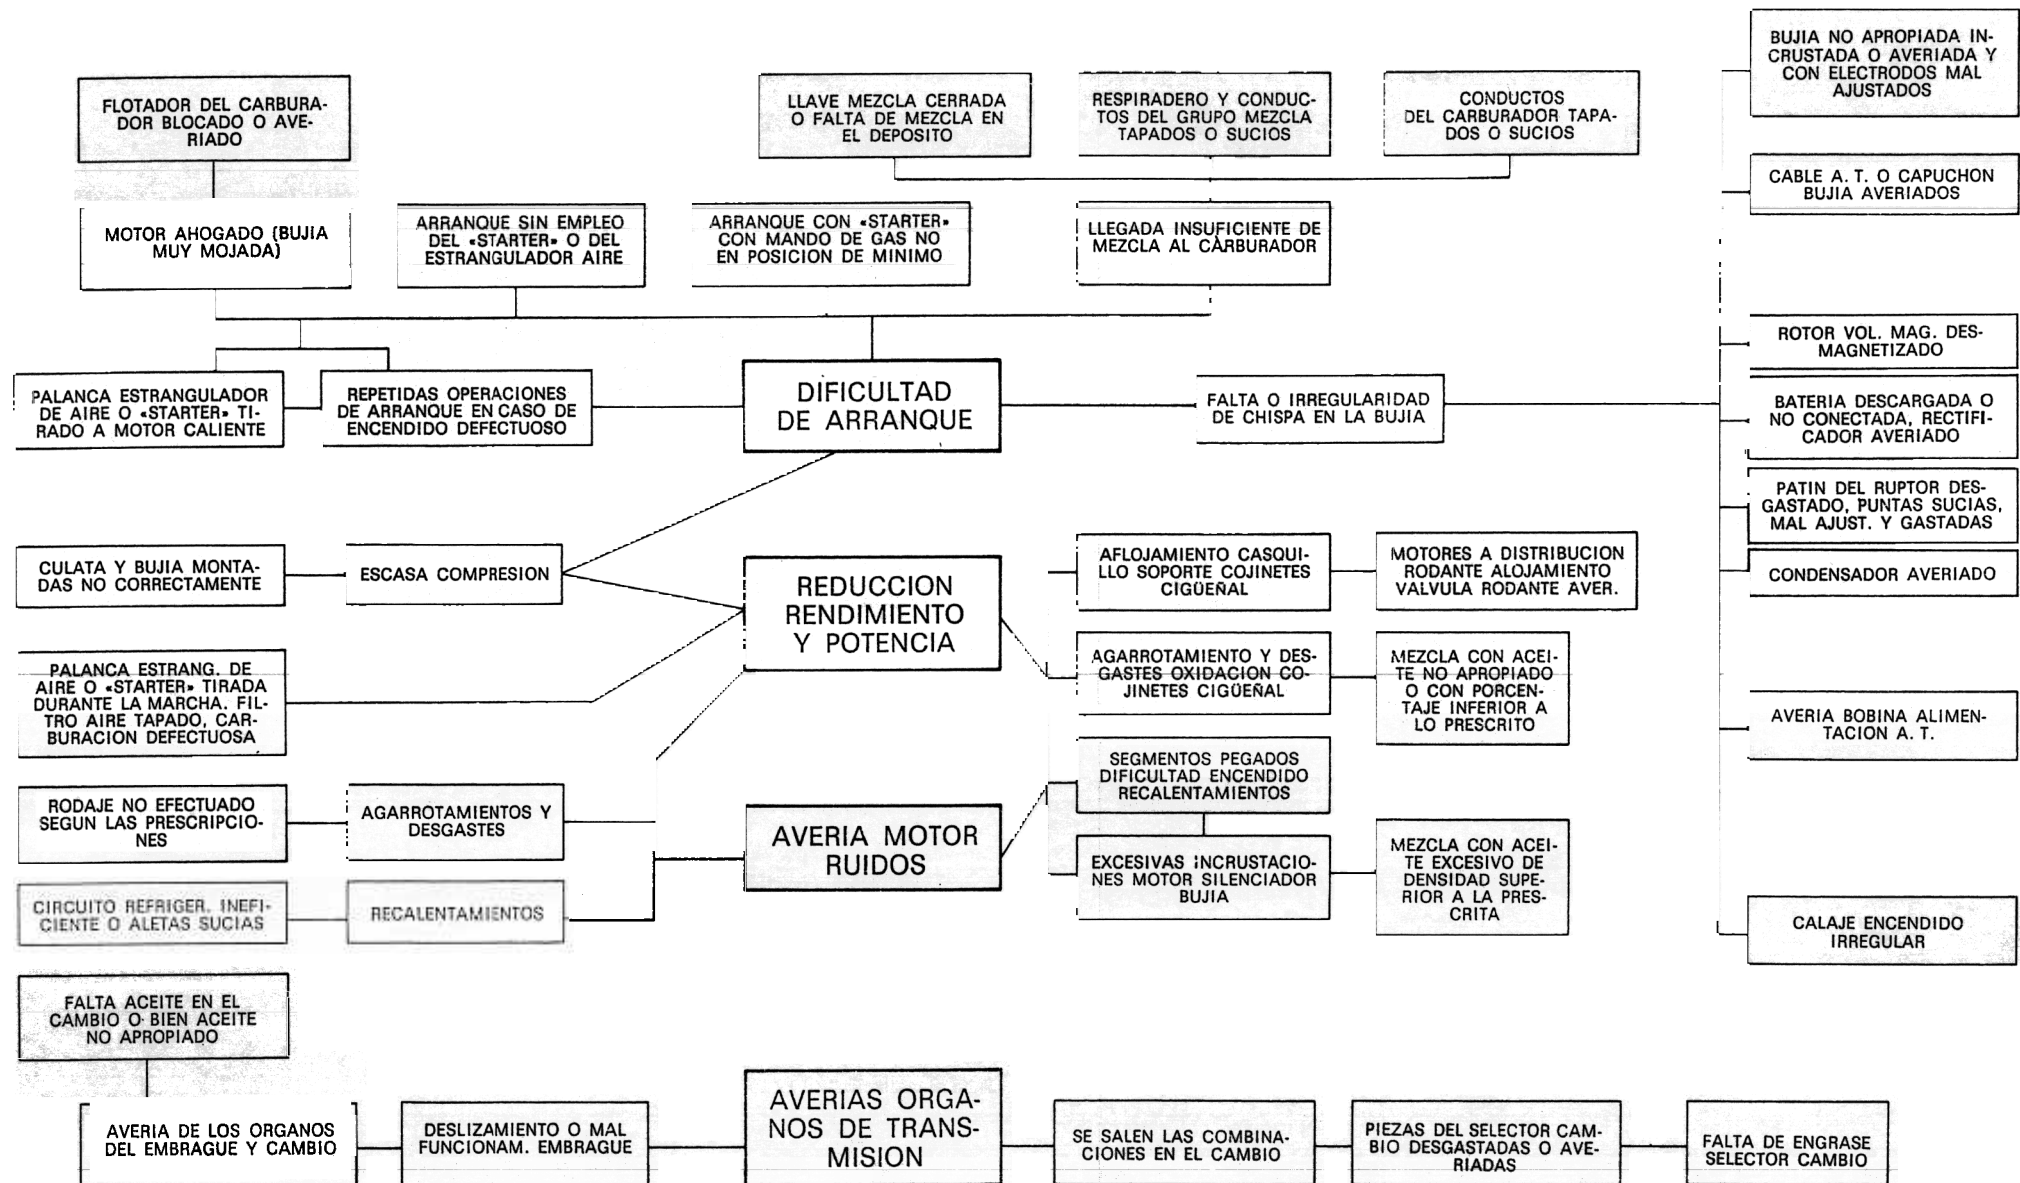 FLOTADOR DEL CARBURA-
DOR BLOCADO O AVE-
RIADO
LLAVE MEZCLA CERRADA
O FALTA DE MEZCLA EN
EL DEPOSITO
RESPIRADERO Y CONDUC-
TOS DEL GRUPO MEZCLA
TAPADOS O SUCIOS
CONDUCTOS
DEL CARBURADOR TAPA-
DOS O SUCIOS
BUJIA NO APROPIADA IN-
CRUSTADA O AVERIADA Y
CON ELECTRODOS MAL
AJUSTADOS
CABLE A. T. O CAPUCHON
BUJIA AVERIADOS
MOTOR AHOGADO (BUJIA
MUY MOJADA)
ARRANQUE SIN EMPLEO
DEL «STARTER» O DEL
ESTRANGULADOR AIRE
ARRANQUE CON «STARTER»
CON MANDO DE GAS NO
EN POSICION DE MINIMO
LLEGADA INSUFICIENTE DE
MEZCLA AL CARBURADOR
ROTOR VOL. MAG. DES-
MAGNETIZADO
PALANCA ESTRANGULADOR
DE AIRE O «STARTER» TI-
RADO A MOTOR CALIENTE
REPETIDAS OPERACIONES
DE ARRANQUE EN CASO DE
ENCENDIDO DEFECTUOSO
DIFICULTAD
DE ARRANQUE
FALTA O IRREGULARIDAD
DE CHISPA EN LA BUJIA
BATERIA DESCARGADA O
NO CONECTADA, RECTIFI-
CADOR AVERIADO
PATIN DEL RUPTOR DES-
GASTADO, PUNTAS SUCIAS,
MAL AJUST. Y GASTADAS
CULATA Y BUJIA MONTA-
DAS NO CORRECTAMENTE
ESCASA COMPRESION
REDUCCION
RENDIMIENTO
Y POTENCIA
AFLOJAMIENTO CASQUI-
LLO SOPORTE COJINETES
CIGÜEÑAL
MOTORES A DISTRIBUCION
RODANTE ALOJAMIENTO
VALVULA RODANTE AVER.
CONDENSADOR AVERIADO
PALANCA ESTRANG. DE
AIRE O «STARTER» TIRADA
DURANTE LA MARCHA. FIL-
TRO AIRE TAPADO, CAR-
BURACION DEFECTUOSA
AGARROTAMIENTO Y DES-
GASTES OXIDACION CO-
JINETES CIGÜEÑAL
MEZCLA CON ACEI-
TE NO APROPIADO
O CON PORCEN-
TAJE INFERIOR A
LO PRESCRITO
AVERIA BOBINA ALIMEN-
TACION A. T.
RODAJE NO EFECTUADO
SEGUN LAS PRESCRIPCIO-
NES
AGARROTAMIENTOS Y
DESGASTES
AVERIA MOTOR
RUIDOS
SEGMENTOS PEGADOS
DIFICULTAD ENCENDIDO
RECALENTAMIENTOS
EXCESIVAS INCRUSTACIO-
NES MOTOR SILENCIADOR
BUJIA
MEZCLA CON ACEI-
TE EXCESIVO DE
DENSIDAD SUPE-
RIOR A LA PRES-
CRITA
CIRCUITO REFRIGER. INEFI-
CIENTE O ALETAS SUCIAS
RECALENTAMIENTOS
CALAJE ENCENDIDO
IRREGULAR
FALTA ACEITE EN EL
CAMBIO O BIEN ACEITE
NO APROPIADO
AVERIA DE LOS ORGANOS
DEL EMBRAGUE Y CAMBIO
DESLIZAMIENTO O MAL
FUNCIONAM. EMBRAGUE
AVERIAS ORGA-
NOS DE TRANS-
MISION
SE SALEN LAS COMBINA-
CIONES EN EL CAMBIO
PIEZAS DEL SELECTOR CAM-
BIO DESGASTADAS O AVE-
RIADAS
FALTA DE ENGRASE
SELECTOR CAMBIO